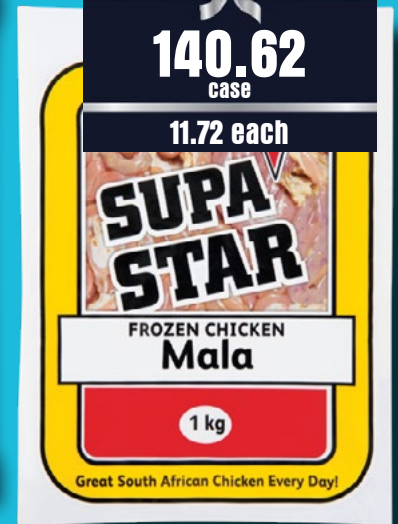 140.62
case
11.72 each
SUPA
STAR
FROZEN CHICKEN
Mala
1 kg
Great South African Chicken Every Day!